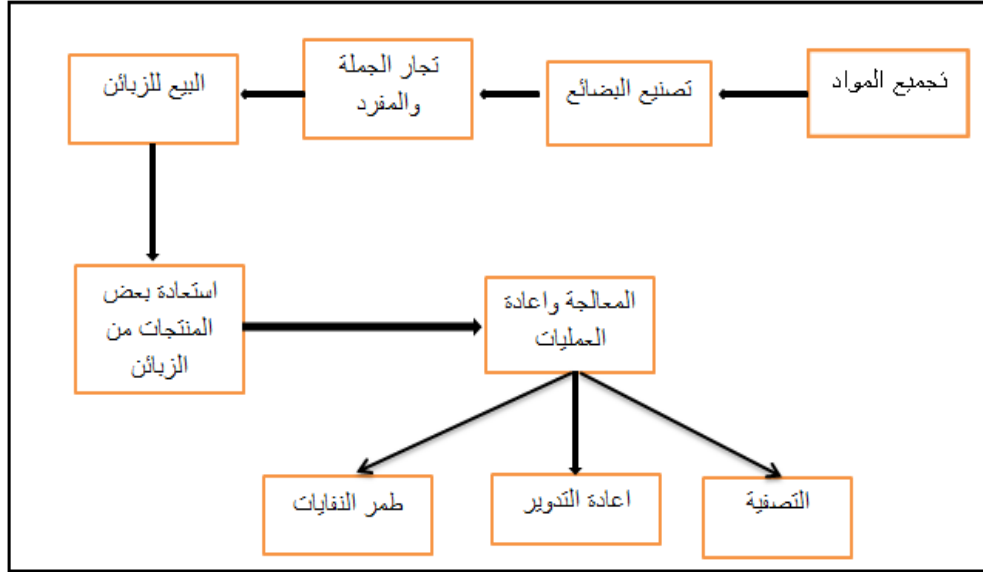 تجميع المواد
تصنيع البضائع
تجار الجملة
والمفرد
البيع للزبائن
استعادة بعض
المنتجات من
الزبائن
المعالجة واعادة
العمليات
التصفية
اعادة التدوير
طمر النفايات